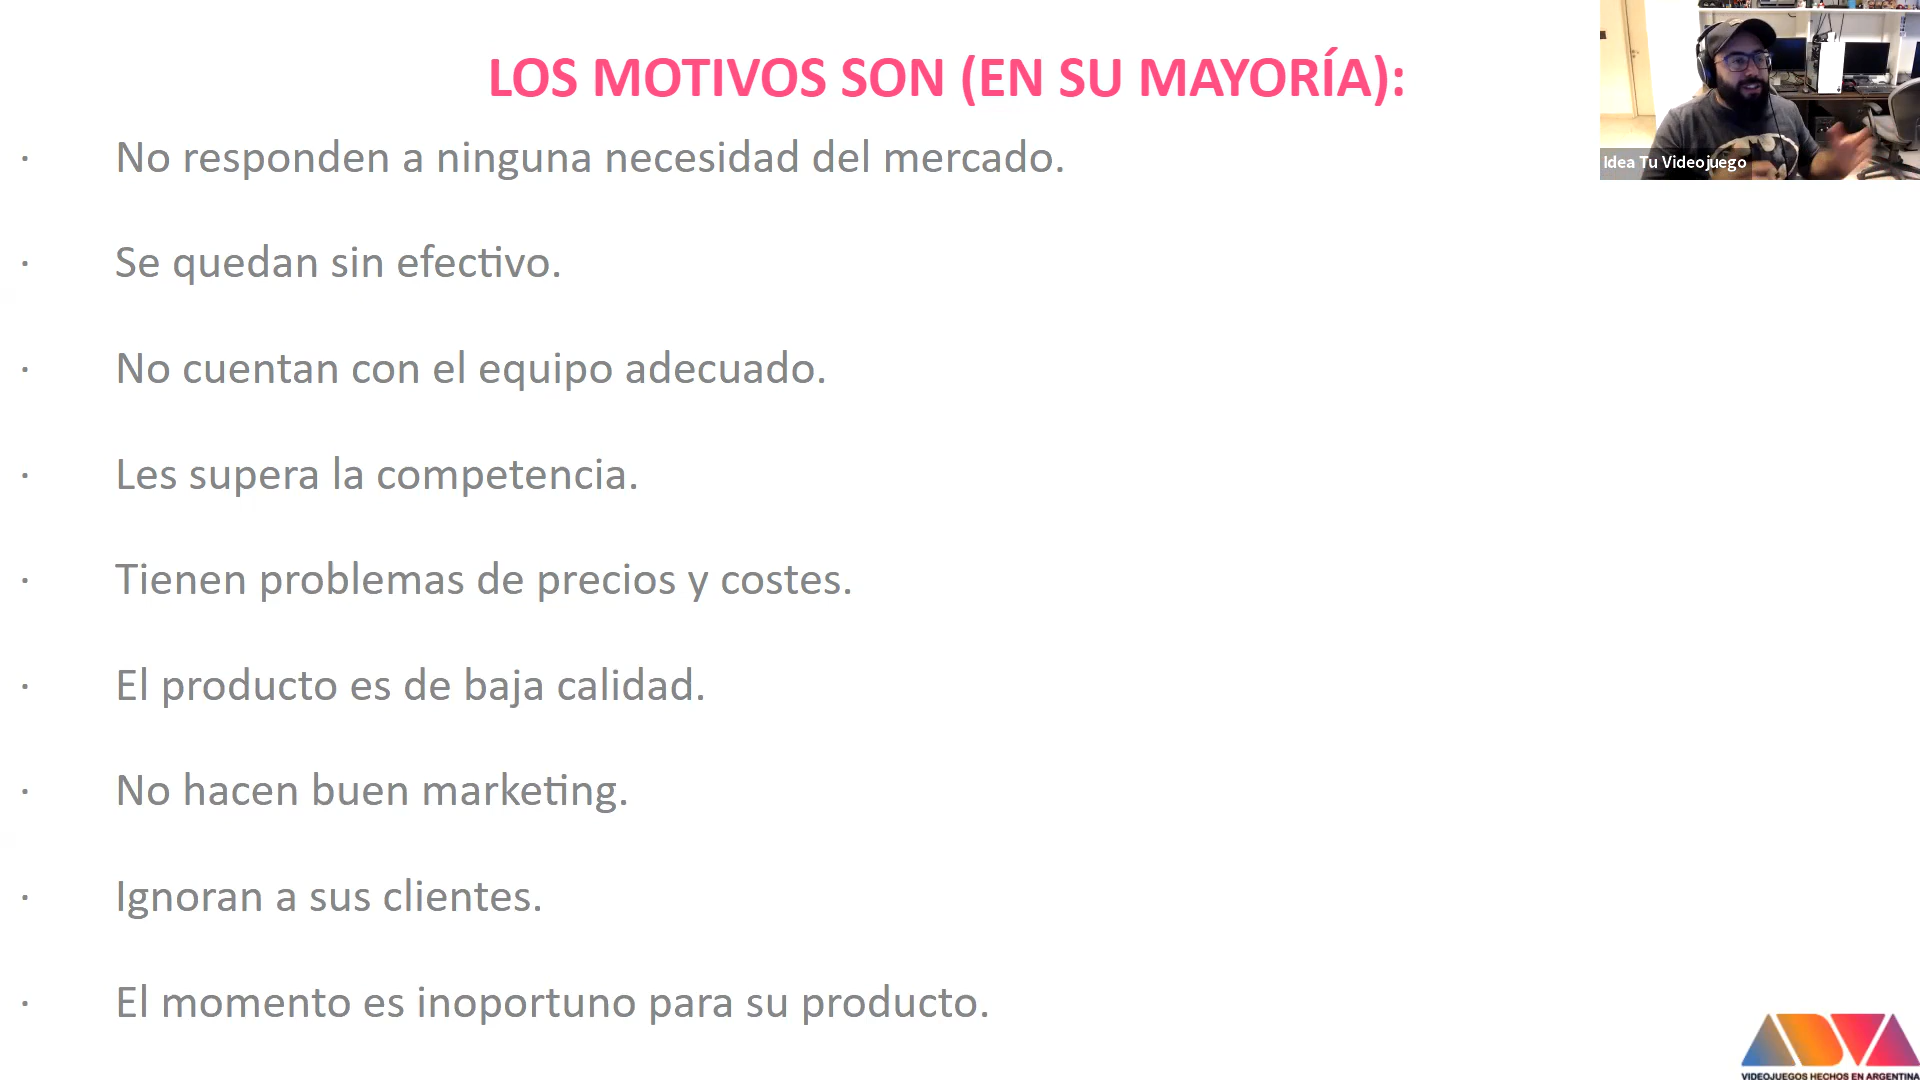 LOS MOTIVOS SON (EN SU MAYORÍA):
· No responden a ninguna necesidad del mercado.
· Se quedan sin efectivo.
· No cuentan con el equipo adecuado.
· Les supera la competencia.
· Tienen problemas de precios y costes.
· El producto es de baja calidad.
· No hacen buen marketing.
· Ignoran a sus clientes.
· El momento es inoportuno para su producto.
Idea Tu Videojuego
ADVA
VIDEOJUEGOS HECHOS EN ARGENTINA